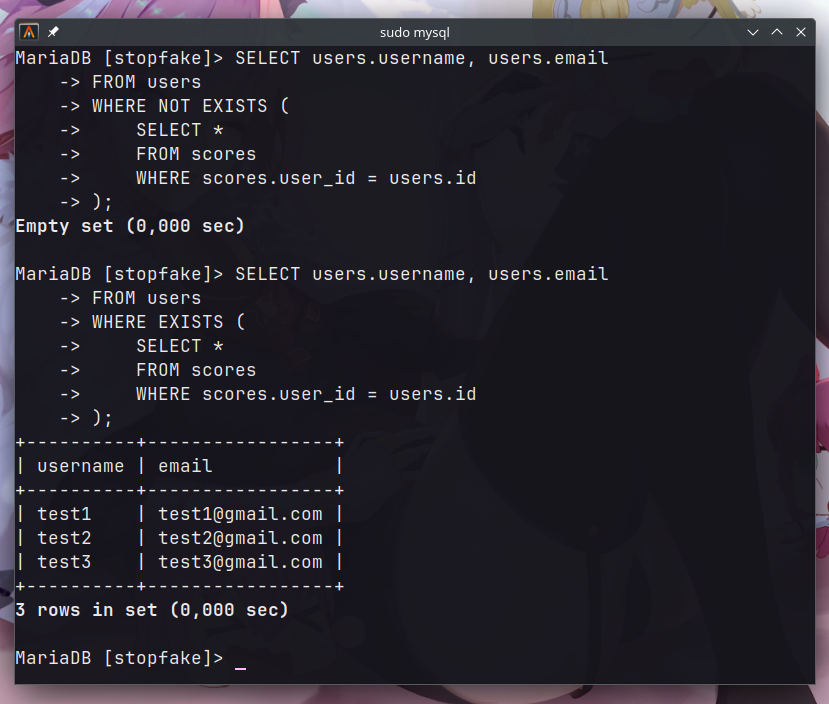 sudo mysql
MariaDB [stopfake]> SELECT users.username, users.email
    -> FROM users
    -> WHERE NOT EXISTS (
    ->     SELECT *
    ->     FROM scores
    ->     WHERE scores.user_id = users.id
    -> );
Empty set (0,000 sec)

MariaDB [stopfake]> SELECT users.username, users.email
    -> FROM users
    -> WHERE EXISTS (
    ->     SELECT *
    ->     FROM scores
    ->     WHERE scores.user_id = users.id
    -> );
+----------+-----------------+
| username | email           |
+----------+-----------------+
| test1    | test1@gmail.com |
| test2    | test2@gmail.com |
| test3    | test3@gmail.com |
+----------+-----------------+
3 rows in set (0,000 sec)

MariaDB [stopfake]> _